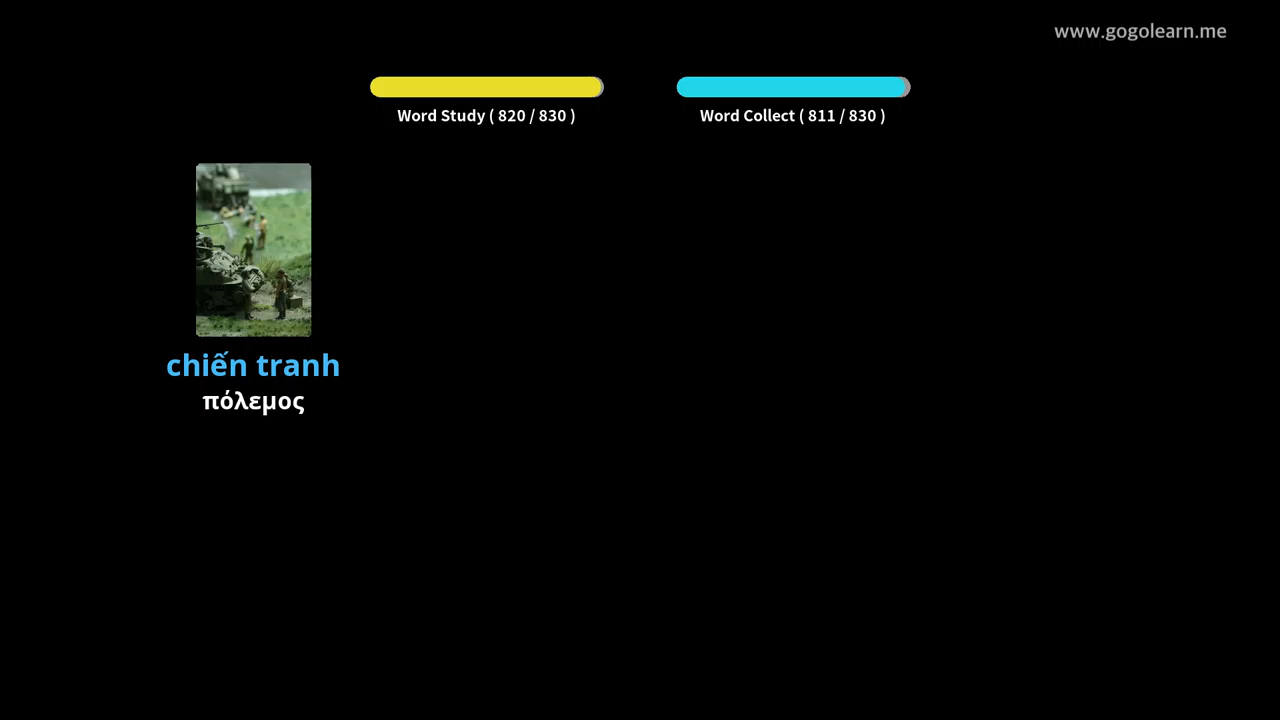 www.gogolearn.me
Word Study ( 820 / 830 )
Word Collect ( 811 / 830 )
chiến tranh
πόλεμος